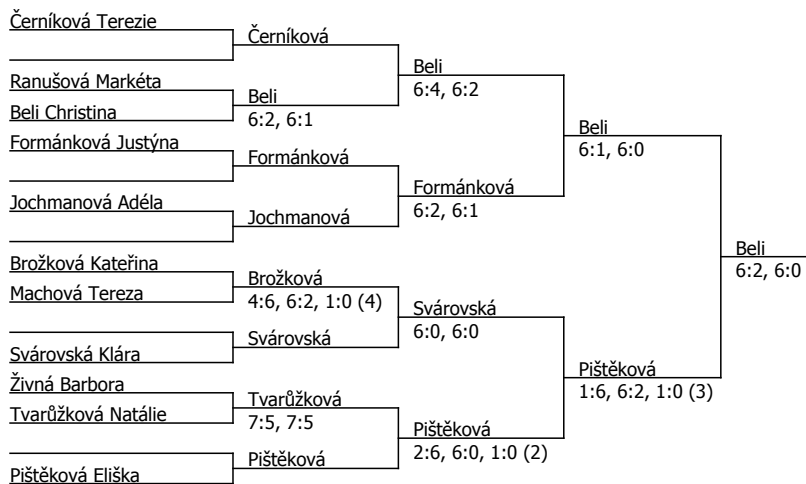 Černíková Terezie
Ranušová Markéta
Beli Christina
Formánková Justýna
Jochmanová Adéla
Brožková Kateřina
Machová Tereza
Svárovská Klára
Živná Barbora
Tvarůžková Natálie
Pištěková Eliška
Černíková
Beli
6:2, 6:1
Formánková
Jochmanová
Brožková
4:6, 6:2, 1:0 (4)
Svárovská
Tvarůžková
7:5, 7:5
Pištěková
Beli
6:4, 6:2
Formánková
6:2, 6:1
Svárovská
6:0, 6:0
Pištěková
2:6, 6:0, 1:0 (2)
Beli
6:1, 6:0
Pištěková
1:6, 6:2, 1:0 (3)
Beli
6:2, 6:0